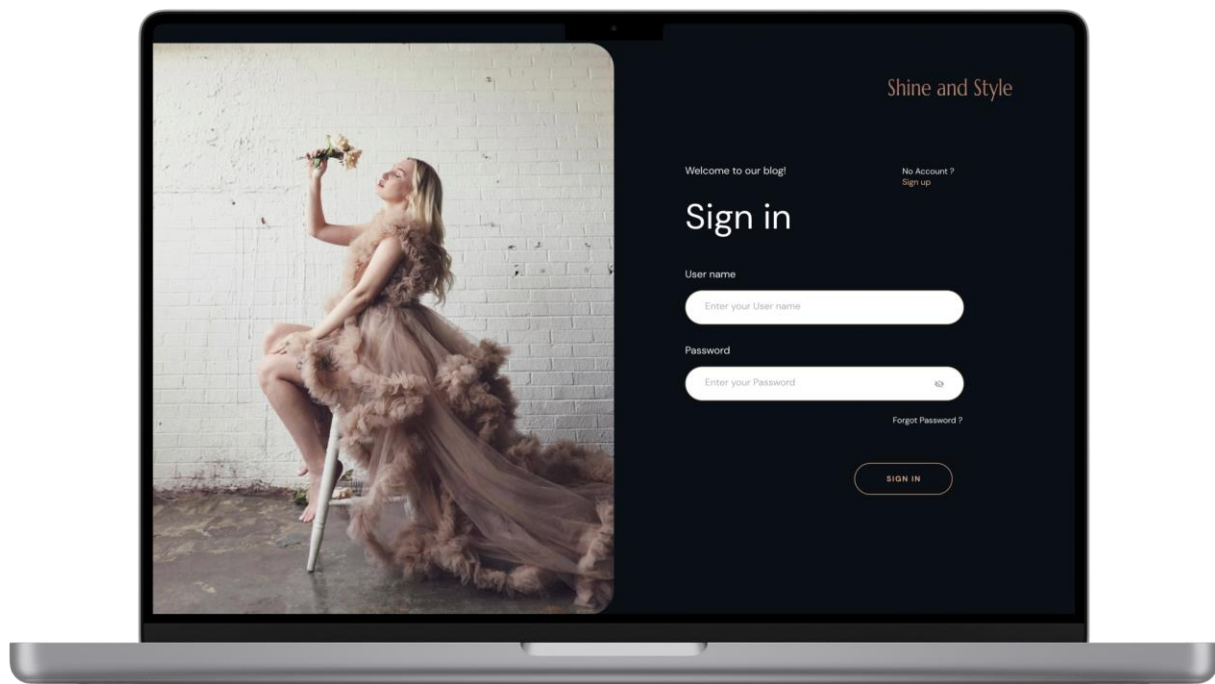 Shine and Style
Welcome to our blog!
No Account ?
Sign up
Sign in
User name
Enter your User name
Password
Enter your Password
Forgot Password ?
SIGN IN